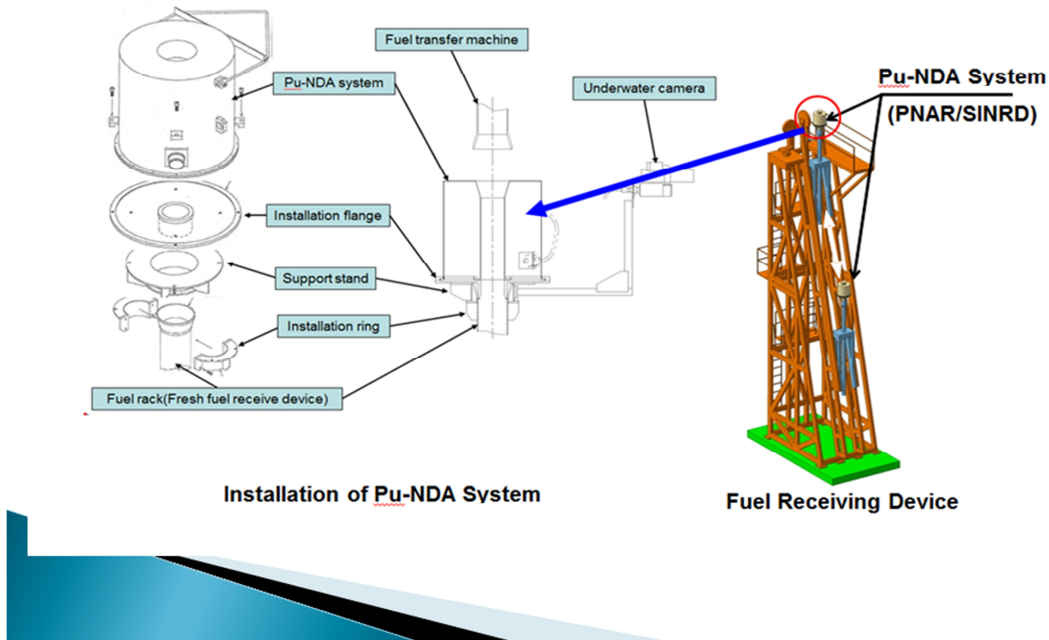 Fuel transfer machine
Pu-NDA system
Underwater camera
Pu-NDA System
(PNAR/SINRD)
Installation flange
Support stand
Installation ring
Fuel rack(Fresh fuel receive device)
Installation of Pu-NDA System
Fuel Receiving Device